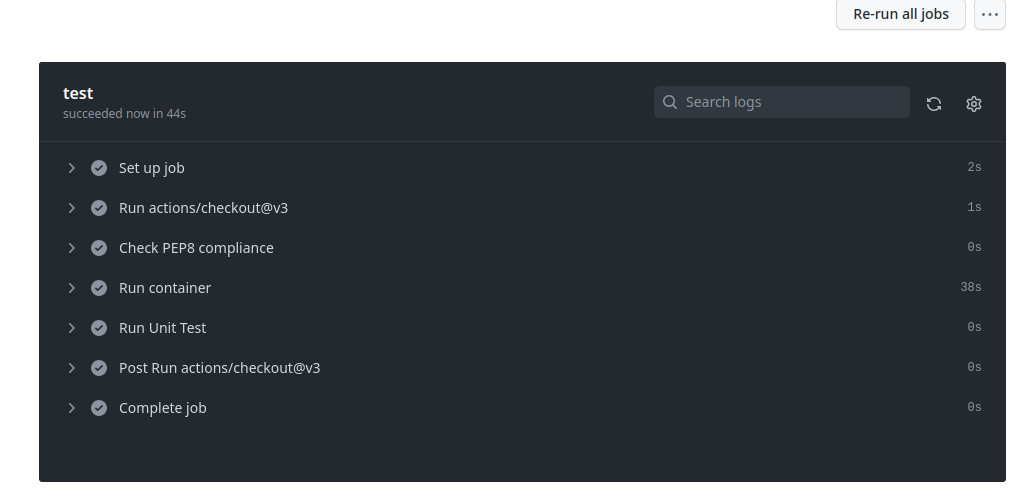 Re-run all jobs
test
succeeded now in 44s
Search logs
Set up job 2s
Run actions/checkout@v3 1s
Check PEP8 compliance 0s
Run container 38s
Run Unit Test 0s
Post Run actions/checkout@v3 0s
Complete job 0s